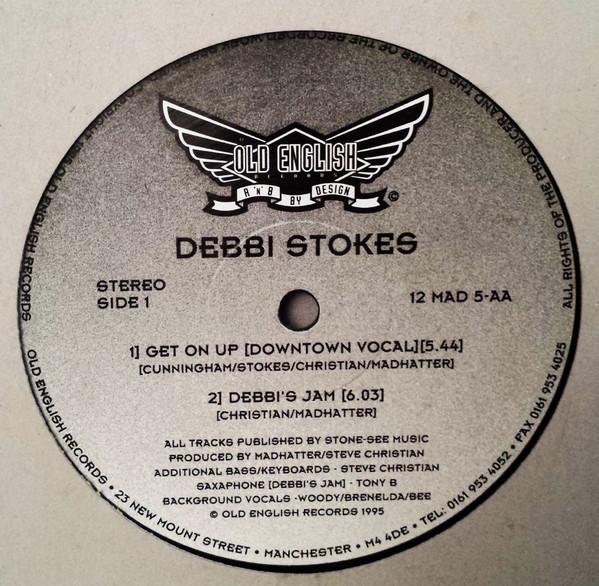 OLD ENGLISH
RECORDS
R 'N' B BY DESIGN
©
DEBBI STOKES
STEREO
SIDE 1
12 MAD 5-AA
1] GET ON UP [DOWNTOWN VOCAL][5.44]
[CUNNINGHAM/STOKES/CHRISTIAN/MADHATTER]
2] DEBBI'S JAM [6.03]
[CHRISTIAN/MADHATTER]
ALL TRACKS PUBLISHED BY STONE-SEE MUSIC
PRODUCED BY MADHATTER/STEVE CHRISTIAN
ADDITIONAL BASS/KEYBOARDS - STEVE CHRISTIAN
SAXAPHONE [DEBBI'S JAM] - TONY B
BACKGROUND VOCALS -WOODY/BRENELDA/BEE
© OLD ENGLISH RECORDS 1995
OLD ENGLISH RECORDS • 23 NEW MOUNT STREET • MANCHESTER • M4 4DE • TEL: 0161 953 4052 • FAX 0161 953 4025
ALL RIGHTS OF THE PRODUCER AND THE OWNER OF THE RECORDED WORK
OLD ENGLISH RECORDS